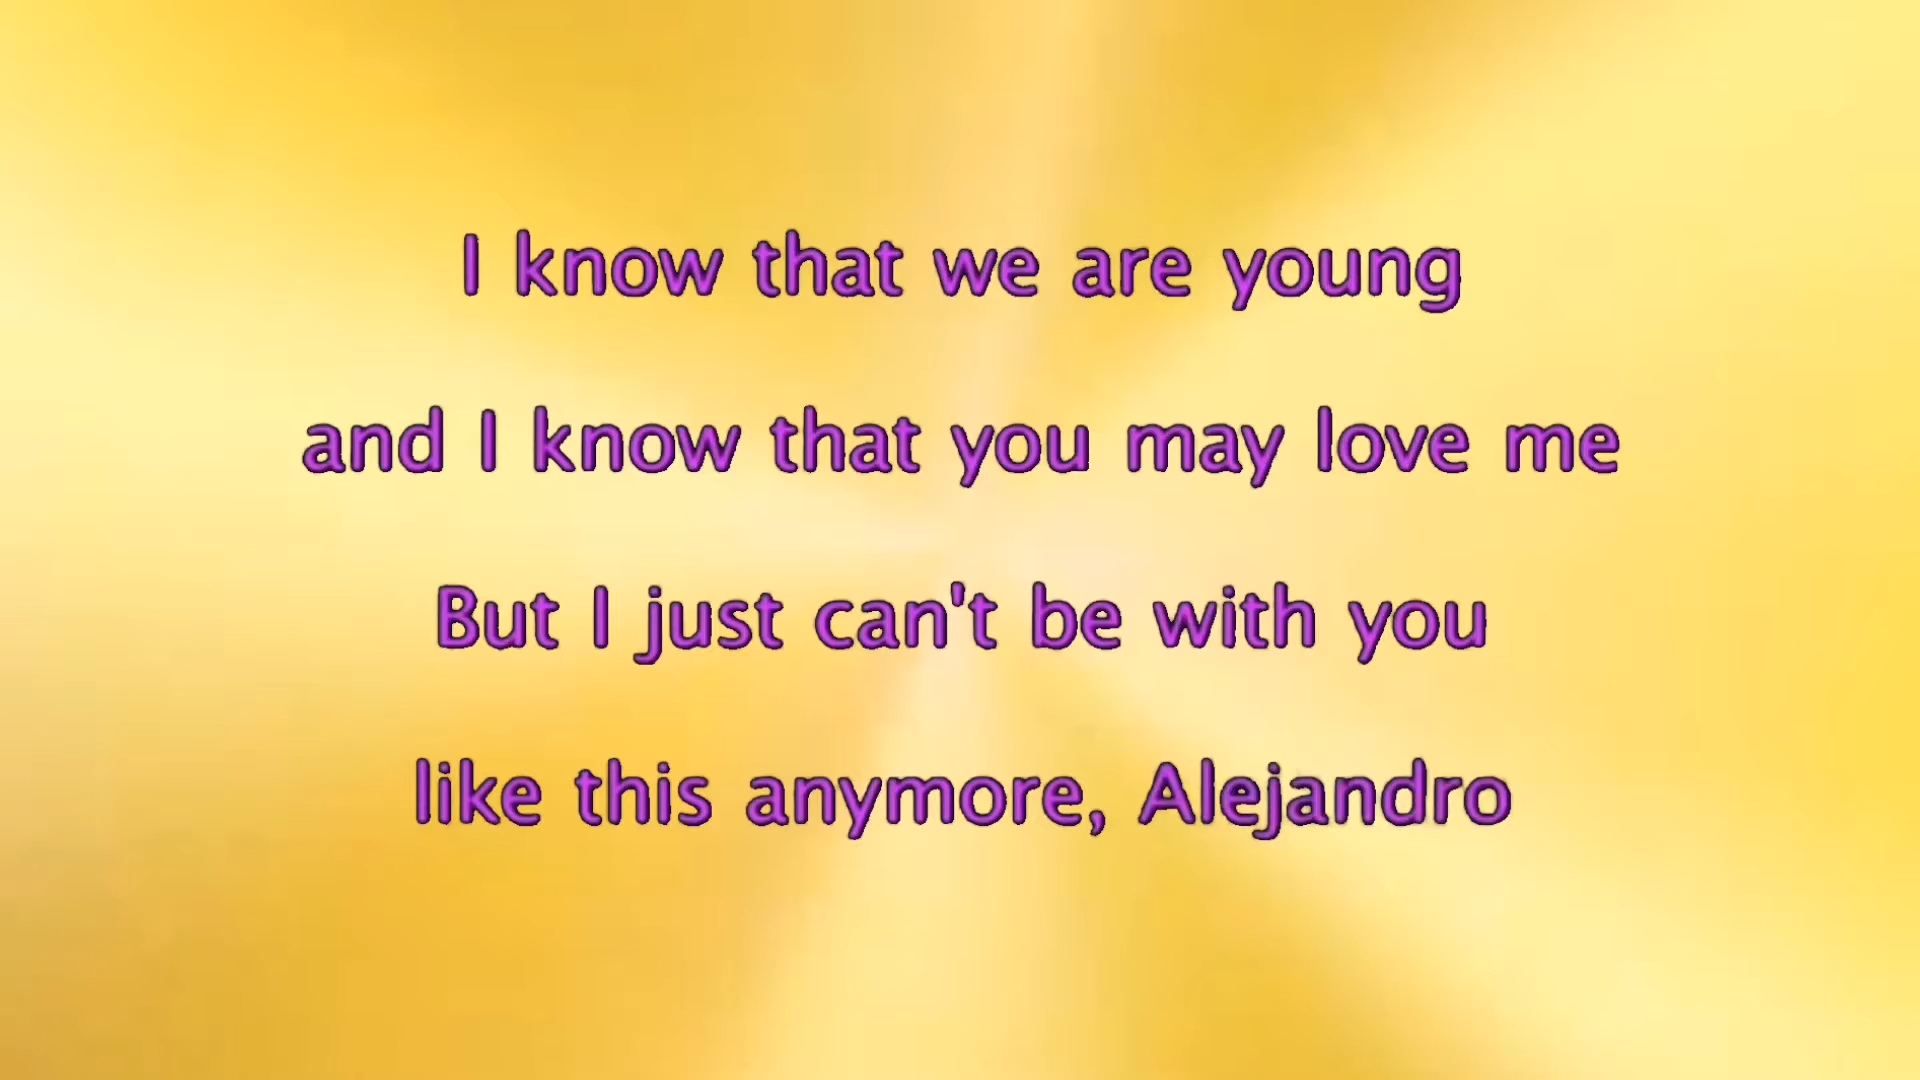 I know that we are young
and I know that you may love me
But I just can't be with you
like this anymore, Alejandro